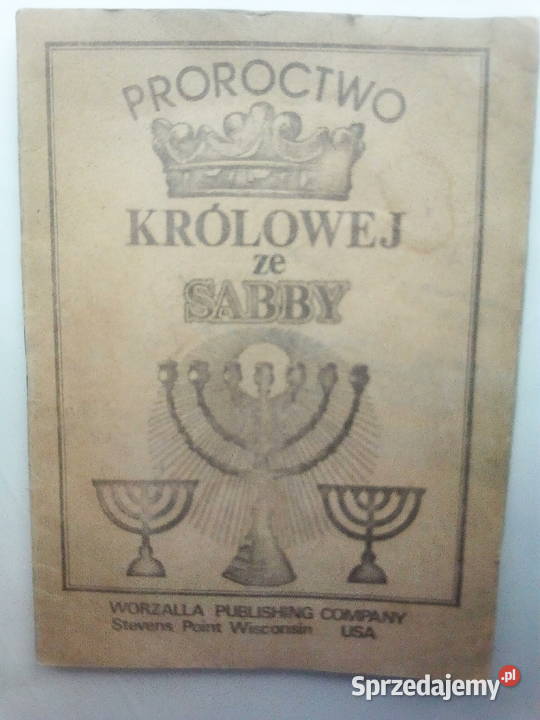 PROROCTWO
KRÓLOWEJ
ze
SABBY
WORZALLA PUBLISHING COMPANY
Stevens Point Wisconsin USA
Sprzedajemy.pl